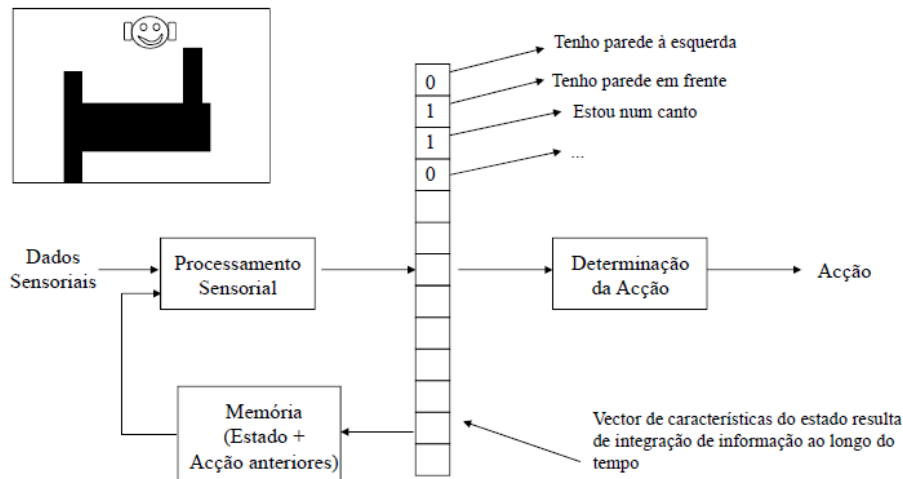 Tenho parede à esquerda
0
Tenho parede em frente
1
Estou num canto
1
...
0
Dados
Sensoriais
Processamento
Sensorial
Determinação
da Acção
Acção
Memória
(Estado +
Acção anteriores)
Vector de características do estado resulta
de integração de informação ao longo do
tempo